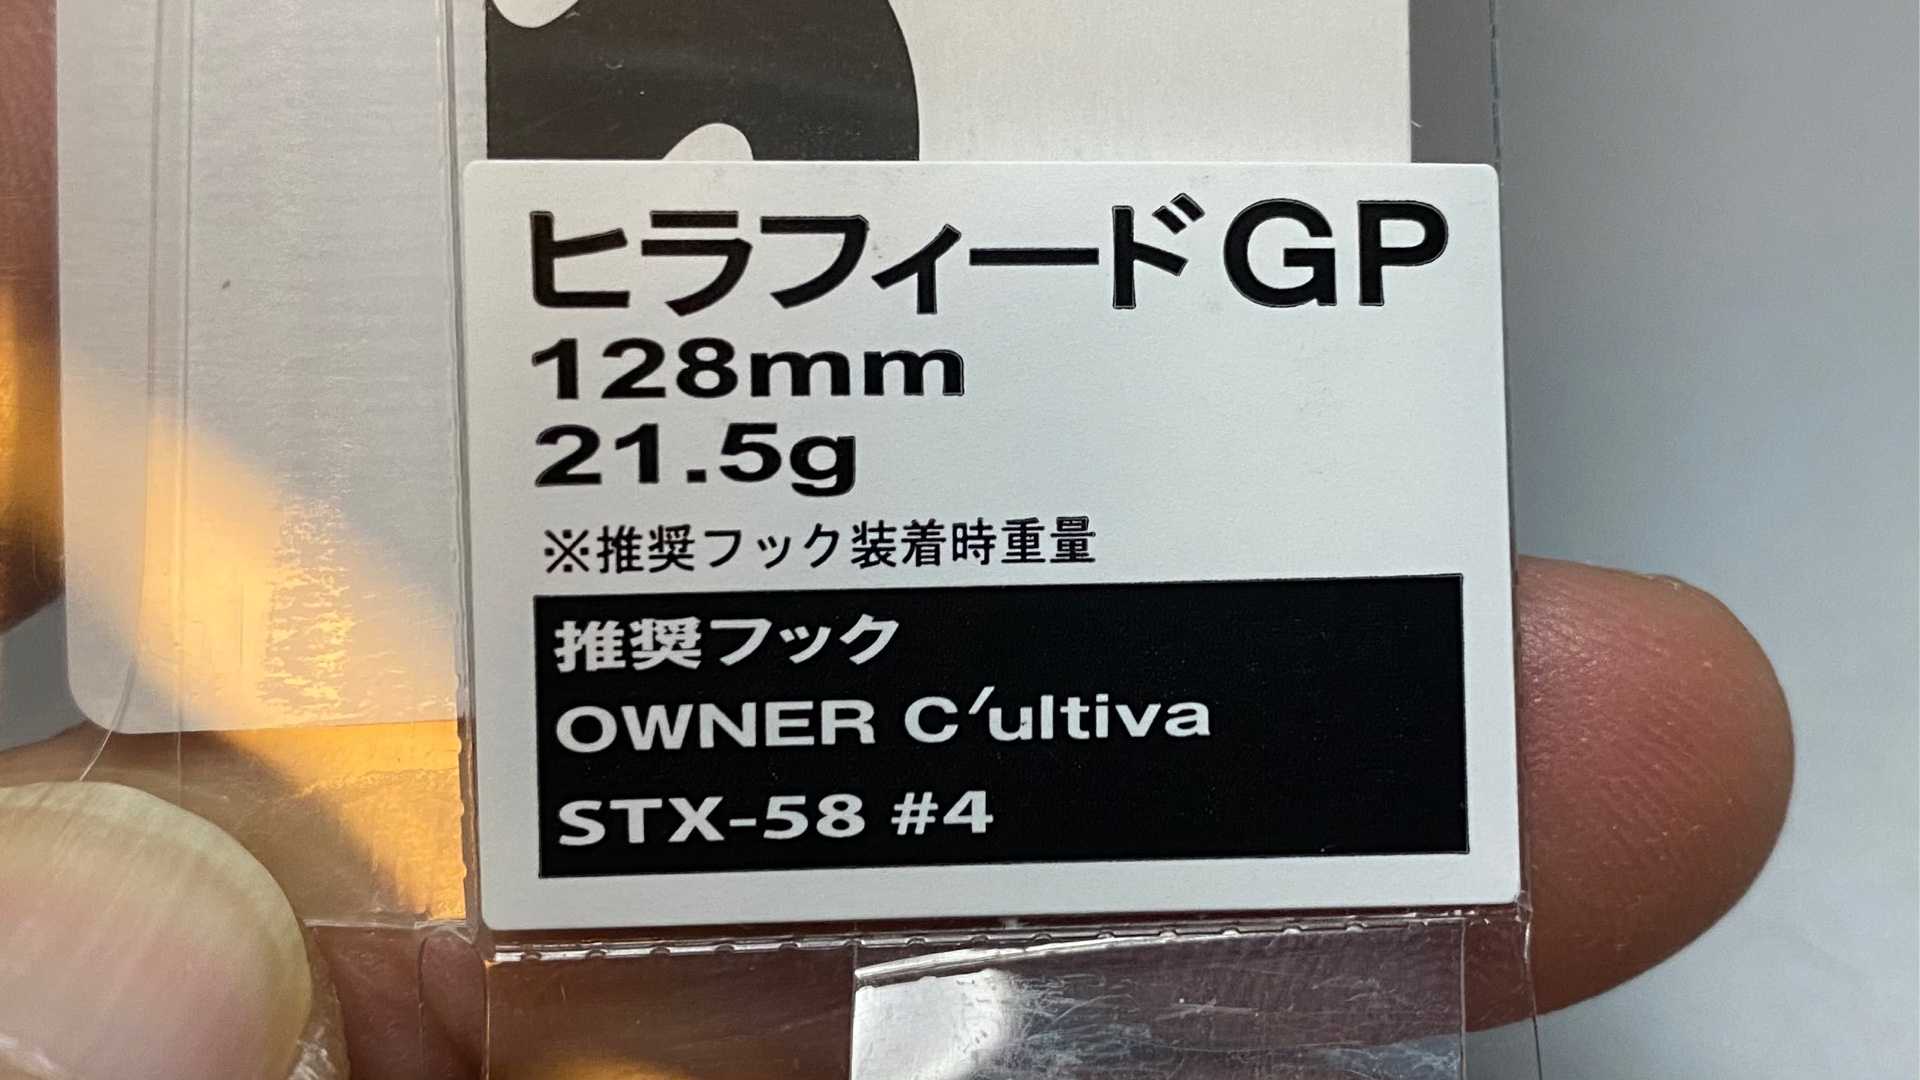 ヒラフィードGP
128mm
21.5g
※推奨フック装着時重量
推奨フック
OWNER C'ultiva
STX-58 #4